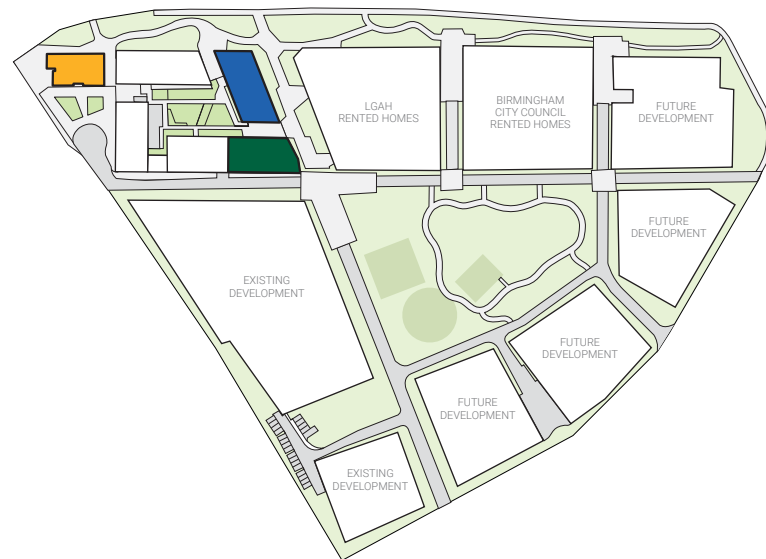 LGAH
RENTED HOMES
BIRMINGHAM
CITY COUNCIL
RENTED HOMES
FUTURE
DEVELOPMENT
FUTURE
DEVELOPMENT
EXISTING
DEVELOPMENT
FUTURE
DEVELOPMENT
FUTURE
DEVELOPMENT
EXISTING
DEVELOPMENT